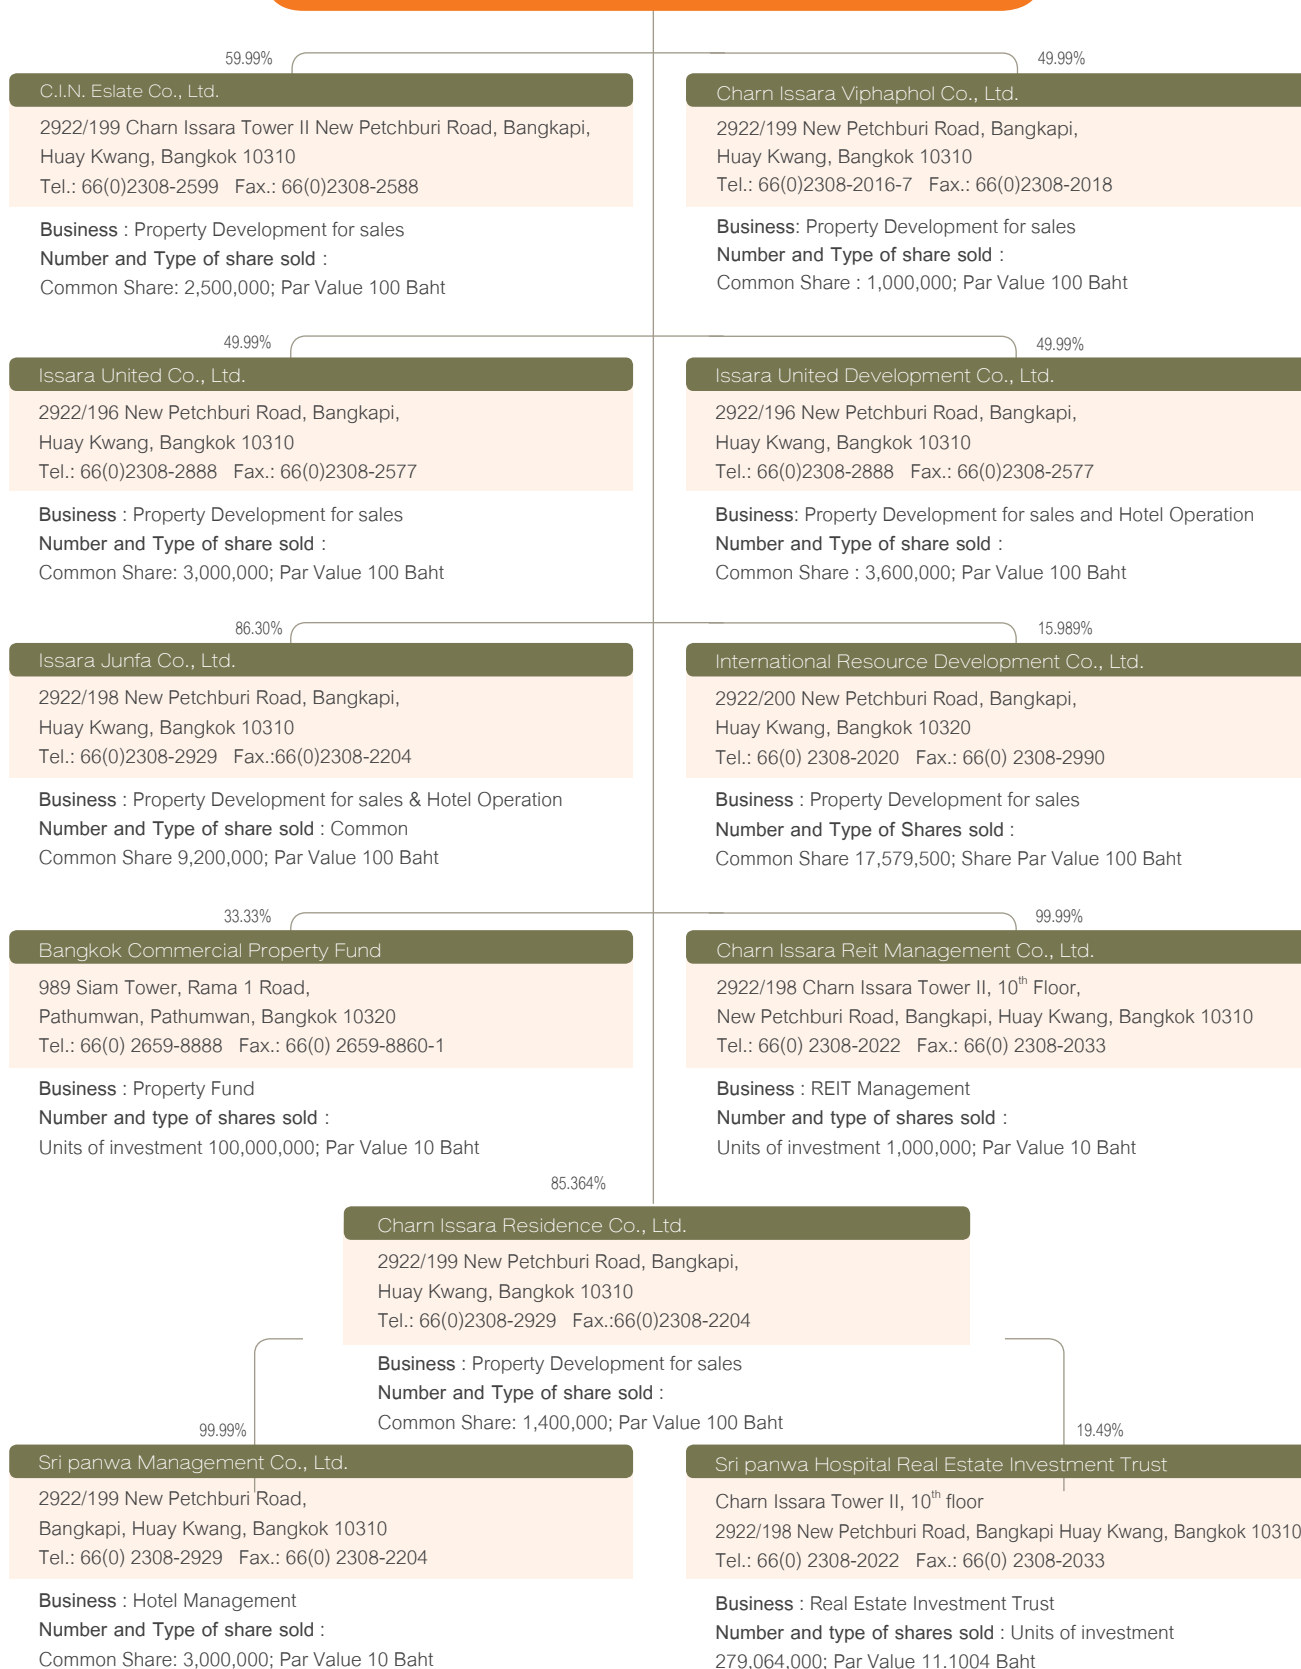 59.99%
C.I.N. Eslate Co., Ltd.
2922/199 Charn Issara Tower II New Petchburi Road, Bangkapi,
Huay Kwang, Bangkok 10310
Tel.: 66(0)2308-2599 Fax.: 66(0)2308-2588
Business : Property Development for sales
Number and Type of share sold :
Common Share: 2,500,000; Par Value 100 Baht
49.99%
Charn Issara Viphaphol Co., Ltd.
2922/199 New Petchburi Road, Bangkapi,
Huay Kwang, Bangkok 10310
Tel.: 66(0)2308-2016-7 Fax.: 66(0)2308-2018
Business: Property Development for sales
Number and Type of share sold :
Common Share : 1,000,000; Par Value 100 Baht
49.99%
Issara United Co., Ltd.
2922/196 New Petchburi Road, Bangkapi,
Huay Kwang, Bangkok 10310
Tel.: 66(0)2308-2888 Fax.: 66(0)2308-2577
Business : Property Development for sales
Number and Type of share sold :
Common Share: 3,000,000; Par Value 100 Baht
49.99%
Issara United Development Co., Ltd.
2922/196 New Petchburi Road, Bangkapi,
Huay Kwang, Bangkok 10310
Tel.: 66(0)2308-2888 Fax.: 66(0)2308-2577
Business: Property Development for sales and Hotel Operation
Number and Type of share sold :
Common Share : 3,600,000; Par Value 100 Baht
86.30%
Issara Junfa Co., Ltd.
2922/198 New Petchburi Road, Bangkapi,
Huay Kwang, Bangkok 10310
Tel.: 66(0)2308-2929 Fax.:66(0)2308-2204
Business : Property Development for sales & Hotel Operation
Number and Type of share sold : Common
Common Share 9,200,000; Par Value 100 Baht
15.989%
International Resource Development Co., Ltd.
2922/200 New Petchburi Road, Bangkapi,
Huay Kwang, Bangkok 10320
Tel.: 66(0) 2308-2020 Fax.: 66(0) 2308-2990
Business : Property Development for sales
Number and Type of Shares sold :
Common Share 17,579,500; Share Par Value 100 Baht
33.33%
Bangkok Commercial Property Fund
989 Siam Tower, Rama 1 Road,
Pathumwan, Pathumwan, Bangkok 10320
Tel.: 66(0) 2659-8888 Fax.: 66(0) 2659-8860-1
Business : Property Fund
Number and type of shares sold :
Units of investment 100,000,000; Par Value 10 Baht
99.99%
Charn Issara Reit Management Co., Ltd.
2922/198 Charn Issara Tower II, 10th Floor,
New Petchburi Road, Bangkapi, Huay Kwang, Bangkok 10310
Tel.: 66(0) 2308-2022 Fax.: 66(0) 2308-2033
Business : REIT Management
Number and type of shares sold :
Units of investment 1,000,000; Par Value 10 Baht
85.364%
Charn Issara Residence Co., Ltd.
2922/199 New Petchburi Road, Bangkapi,
Huay Kwang, Bangkok 10310
Tel.: 66(0)2308-2929 Fax.:66(0)2308-2204
Business : Property Development for sales
Number and Type of share sold :
Common Share: 1,400,000; Par Value 100 Baht
99.99%
Sri panwa Management Co., Ltd.
2922/199 New Petchburi Road,
Bangkapi, Huay Kwang, Bangkok 10310
Tel.: 66(0) 2308-2929 Fax.: 66(0) 2308-2204
Business : Hotel Management
Number and Type of share sold :
Common Share: 3,000,000; Par Value 10 Baht
19.49%
Sri panwa Hospital Real Estate Investment Trust
Charn Issara Tower II, 10th floor
2922/198 New Petchburi Road, Bangkapi Huay Kwang, Bangkok 10310
Tel.: 66(0) 2308-2022 Fax.: 66(0) 2308-2033
Business : Real Estate Investment Trust
Number and type of shares sold : Units of investment
279,064,000; Par Value 11.1004 Baht